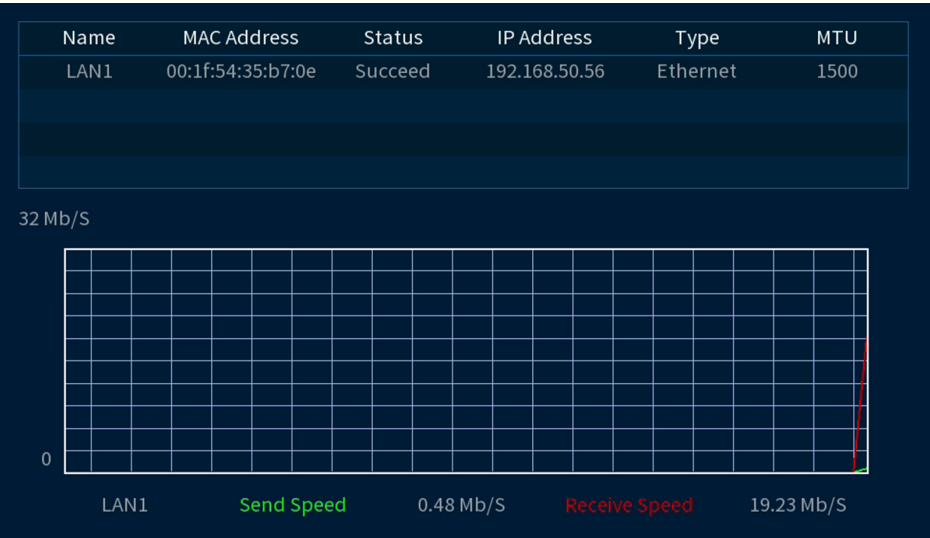 Name MAC Address Status IP Address Type MTU
LAN1 00:1f:54:35:b7:0e Succeed 192.168.50.56 Ethernet 1500
32 Mb/S
0
LAN1 Send Speed 0.48 Mb/S Receive Speed 19.23 Mb/S